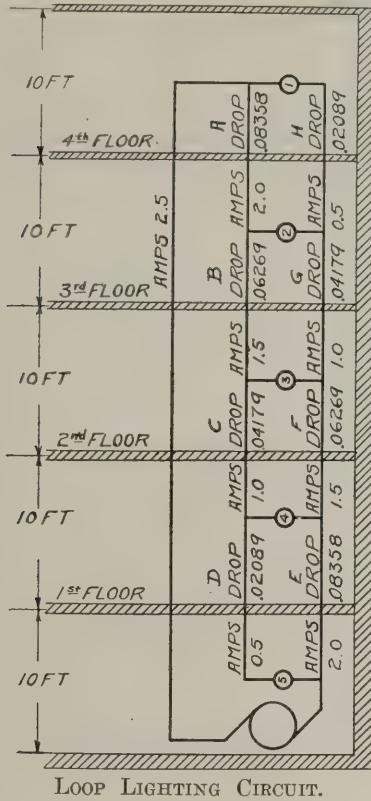 10 FT
4th FLOOR.
10 FT
3rd FLOOR
10 FT
2nd FLOOR
10 FT
1st FLOOR
10 FT
AMPS 2.5
A
DROP
.08358
AMPS
2.0
B
DROP
.06269
AMPS
1.5
C
DROP
.04179
AMPS
1.0
D
DROP
.02089
AMPS
0.5
H
DROP
.02089
AMPS
0.5
G
DROP
.04179
AMPS
1.0
F
DROP
.06269
AMPS
1.5
E
DROP
.08358
AMPS
2.0
1
2
3
4
5
LOOP LIGHTING CIRCUIT.